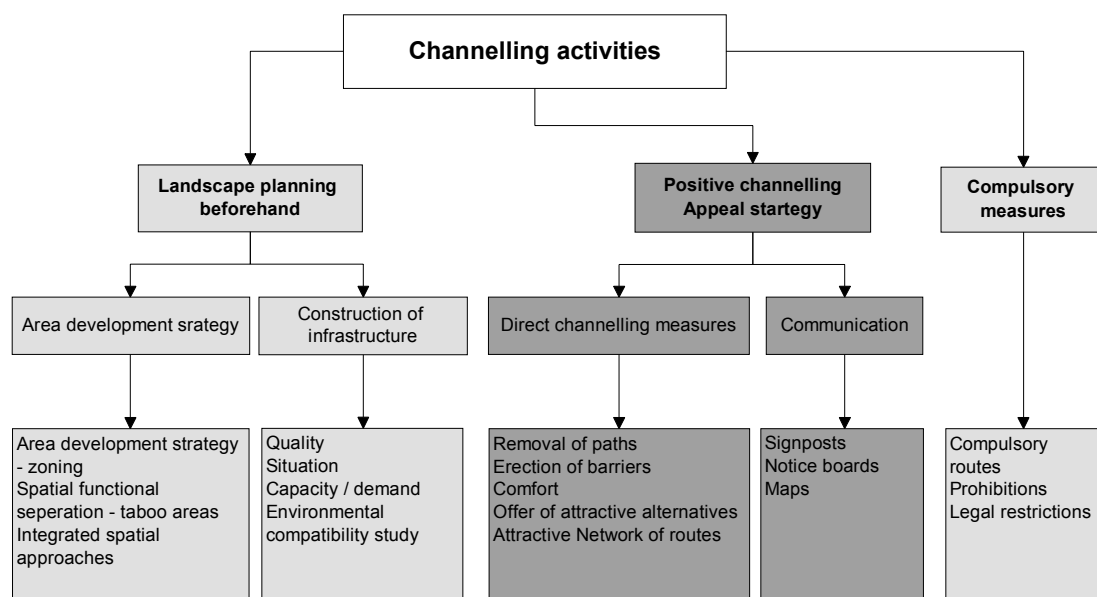 Channelling activities
Landscape planning
beforehand
Positive channelling
Appeal startegy
Compulsory
measures
Area development srategy
Construction of
infrastructure
Direct channelling measures
Communication
Area development strategy
- zoning
Spatial functional
seperation - taboo areas
Integrated spatial
approaches
Quality
Situation
Capacity / demand
Environmental
compatibility study
Removal of paths
Erection of barriers
Comfort
Offer of attractive alternatives
Attractive Network of routes
Signposts
Notice boards
Maps
Compulsory
routes
Prohibitions
Legal restrictions